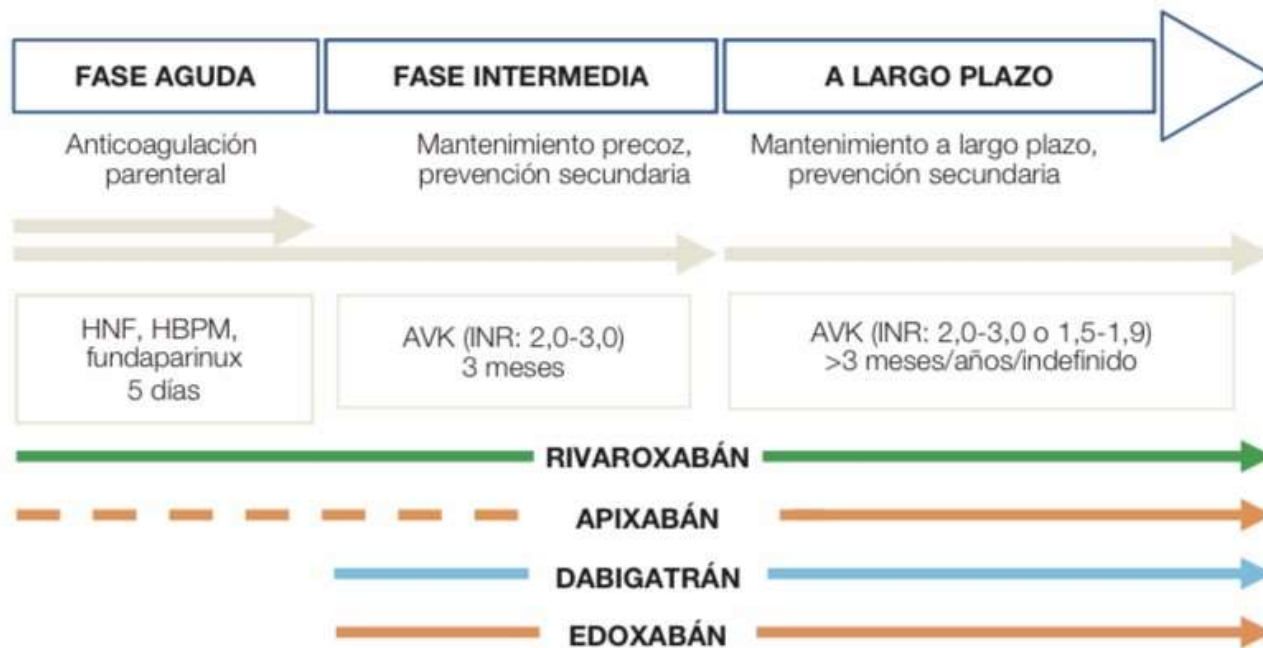 FASE AGUDA
FASE INTERMEDIA
A LARGO PLAZO
Anticoagulación
parenteral
Mantenimiento precoz,
prevención secundaria
Mantenimiento a largo plazo,
prevención secundaria
HNF, HBPM,
fundaparinux
5 días
AVK (INR: 2,0-3,0)
3 meses
AVK (INR: 2,0-3,0 o 1,5-1,9)
>3 meses/años/indefinido
RIVAROXABÁN
APIXABÁN
DABIGATRÁN
EDOXABÁN